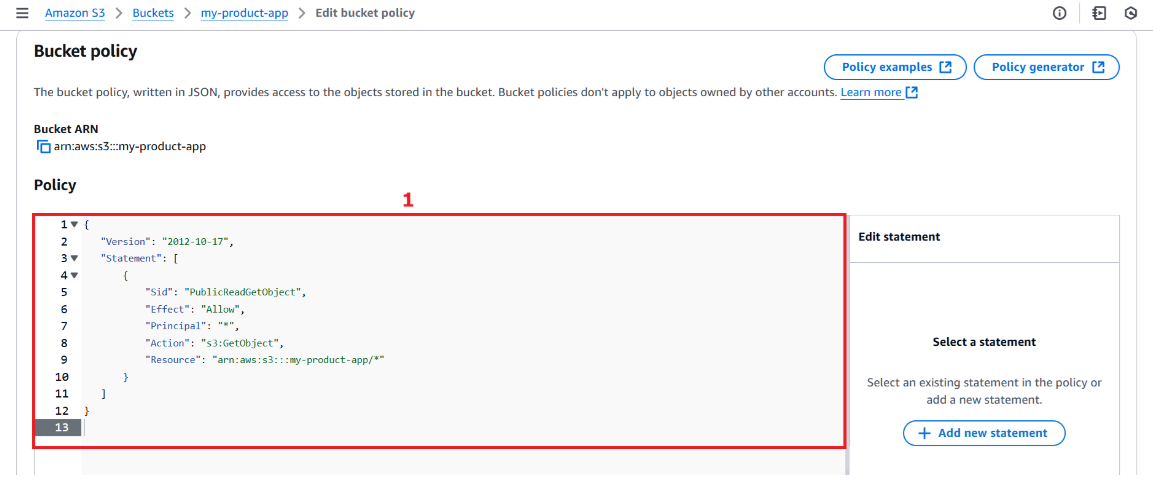 Amazon S3 > Buckets > my-product-app > Edit bucket policy
Bucket policy
Policy examples
Policy generator
The bucket policy, written in JSON, provides access to the objects stored in the bucket. Bucket policies don't apply to objects owned by other accounts. Learn more
Bucket ARN
arn:aws:s3:::my-product-app
Policy
1
1 {
2 "Version": "2012-10-17",
3 "Statement": [
4 {
5 "Sid": "PublicReadGetObject",
6 "Effect": "Allow",
7 "Principal": "*",
8 "Action": "s3:GetObject",
9 "Resource": "arn:aws:s3:::my-product-app/*"
10 }
11 ]
12 }
13
Edit statement
Select a statement
Select an existing statement in the policy or
add a new statement.
+ Add new statement